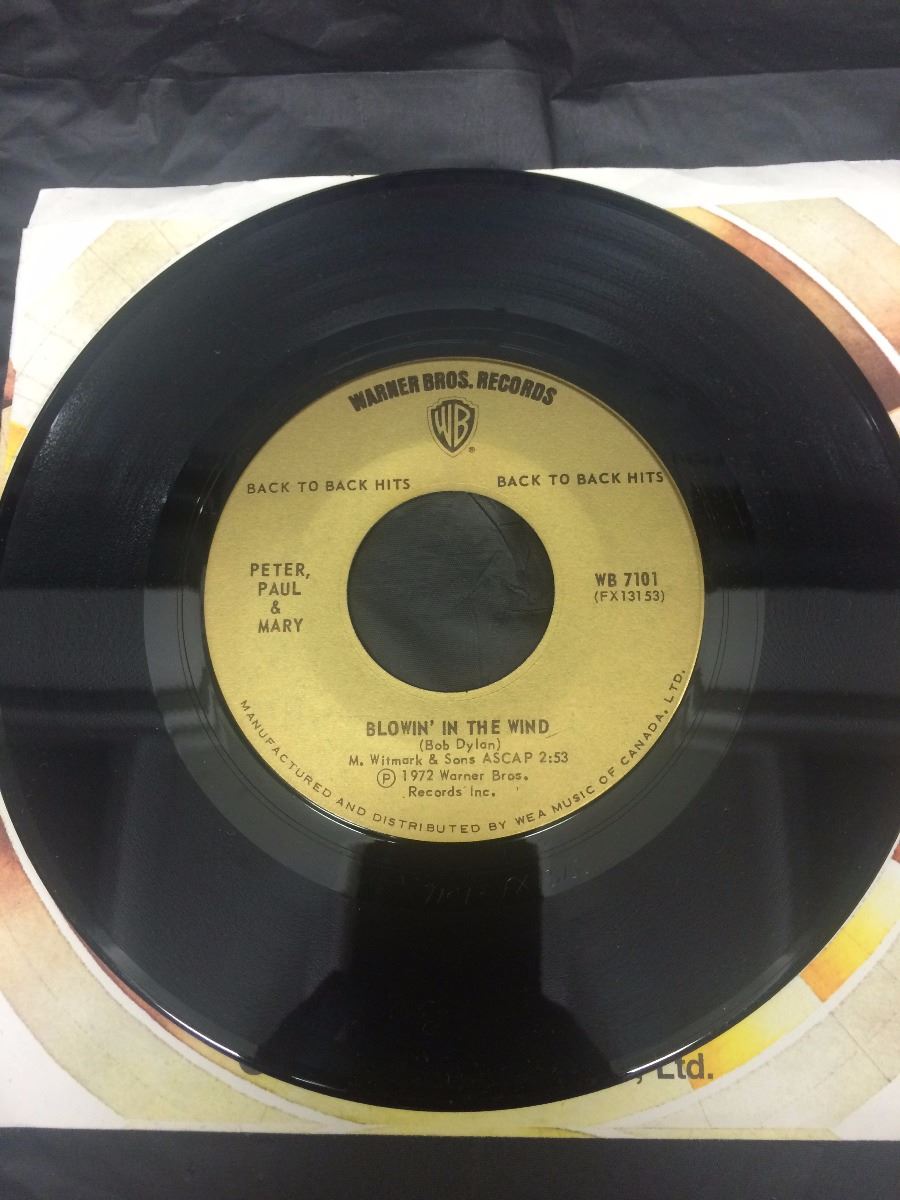 WARNER BROS. RECORDS
WB
®
BACK TO BACK HITS
BACK TO BACK HITS
PETER,
PAUL
&
MARY
WB 7101
(FX13153)
BLOWIN' IN THE WIND
(Bob Dylan)
M. Witmark & Sons ASCAP 2:53
Ⓟ 1972 Warner Bros.
Records Inc.
MANUFACTURED AND DISTRIBUTED BY WEA MUSIC OF CANADA, LTD.
7101-
, Ltd.